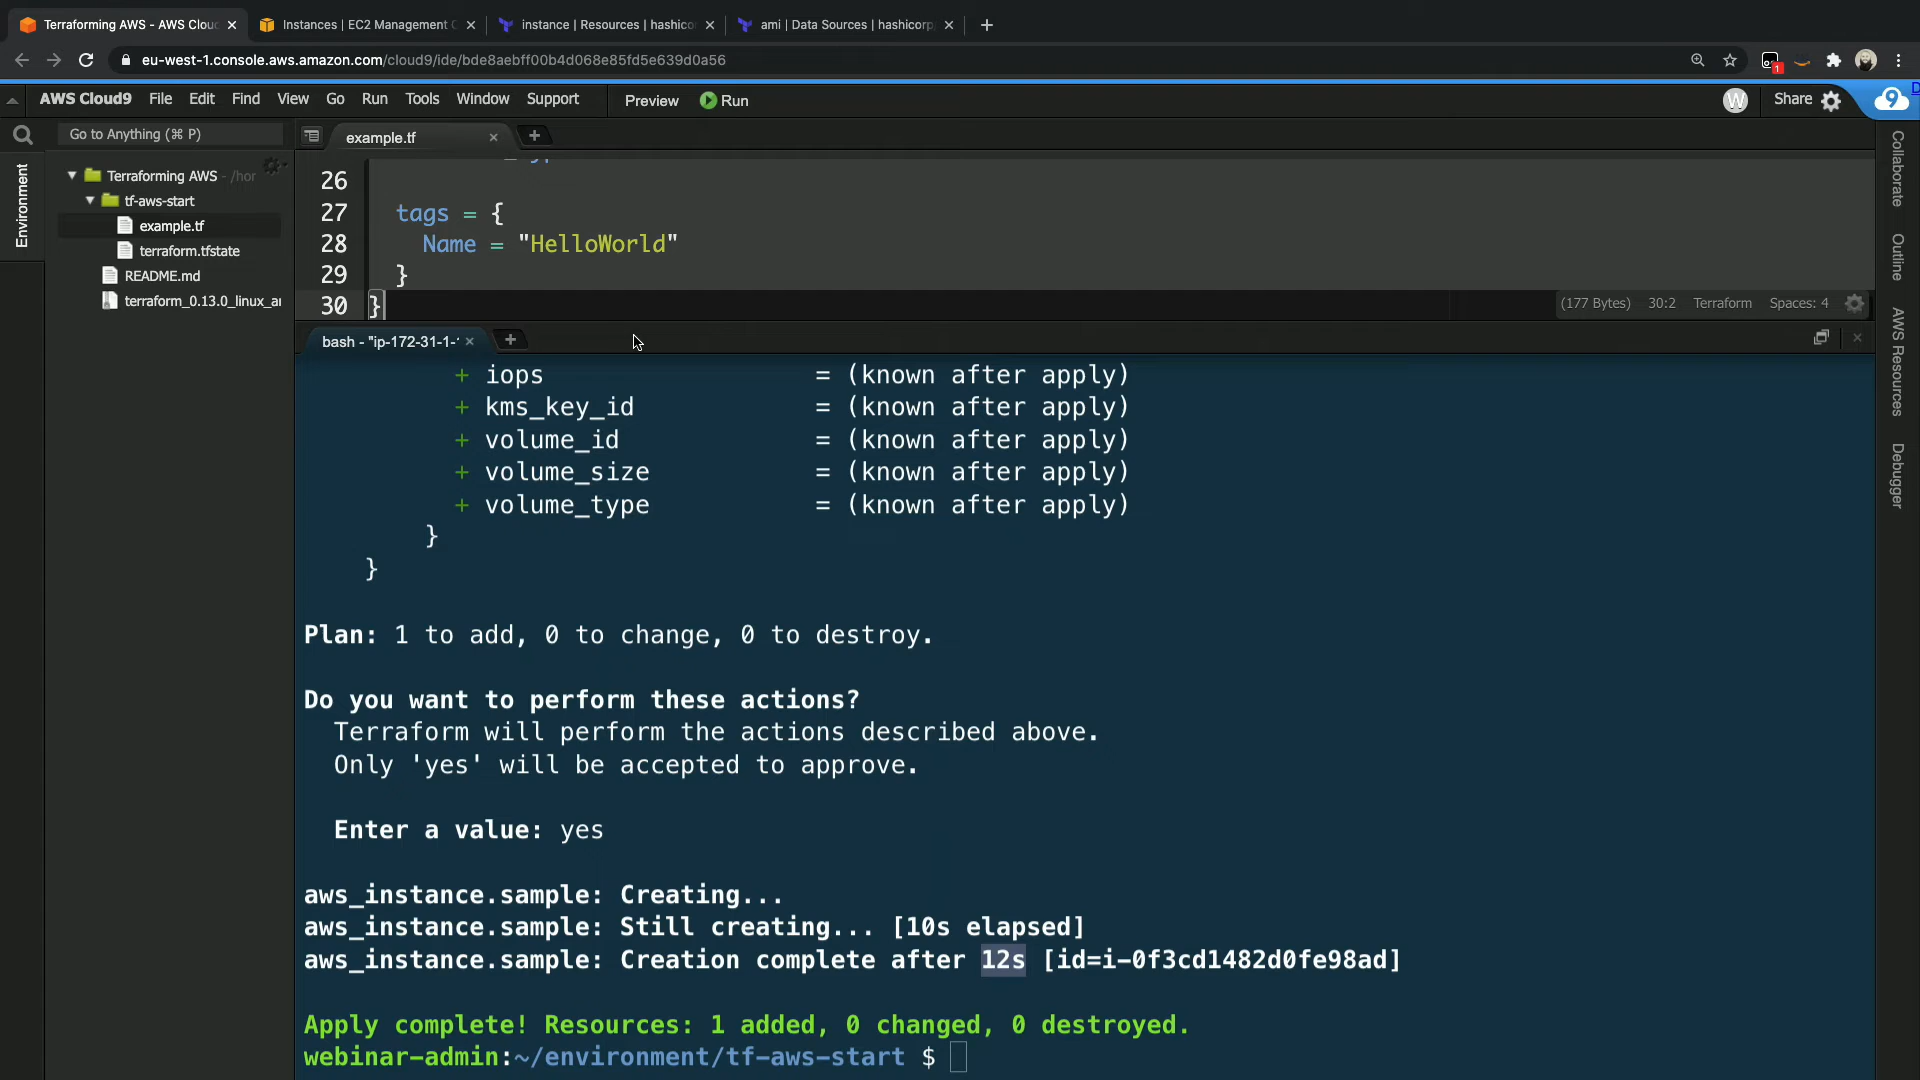 Terraforming AWS - AWS Clou
Instances | EC2 Management C
instance | Resources | hashico
ami | Data Sources | hashicorp
eu-west-1.console.aws.amazon.com/cloud9/ide/bde8aebff00b4d068e85fd5e639d0a56
1
AWS Cloud9 File Edit Find View Go Run Tools Window Support Preview Run
W
Share
9
Go to Anything (⌘ P)
example.tf
Environment
Terraforming AWS - /hor
tf-aws-start
example.tf
terraform.tfstate
README.md
terraform_0.13.0_linux_a
26
27 tags = {
28 Name = "HelloWorld"
29 }
30 }
(177 Bytes) 30:2 Terraform Spaces: 4
Collaborate
Outline
AWS Resources
Debugger
bash - "ip-172-31-1-
+ iops = (known after apply)
+ kms_key_id = (known after apply)
+ volume_id = (known after apply)
+ volume_size = (known after apply)
+ volume_type = (known after apply)
}
}
Plan: 1 to add, 0 to change, 0 to destroy.
Do you want to perform these actions?
Terraform will perform the actions described above.
Only 'yes' will be accepted to approve.
Enter a value: yes
aws_instance.sample: Creating...
aws_instance.sample: Still creating... [10s elapsed]
aws_instance.sample: Creation complete after 12s [id=i-0f3cd1482d0fe98ad]
Apply complete! Resources: 1 added, 0 changed, 0 destroyed.
webinar-admin:~/environment/tf-aws-start $